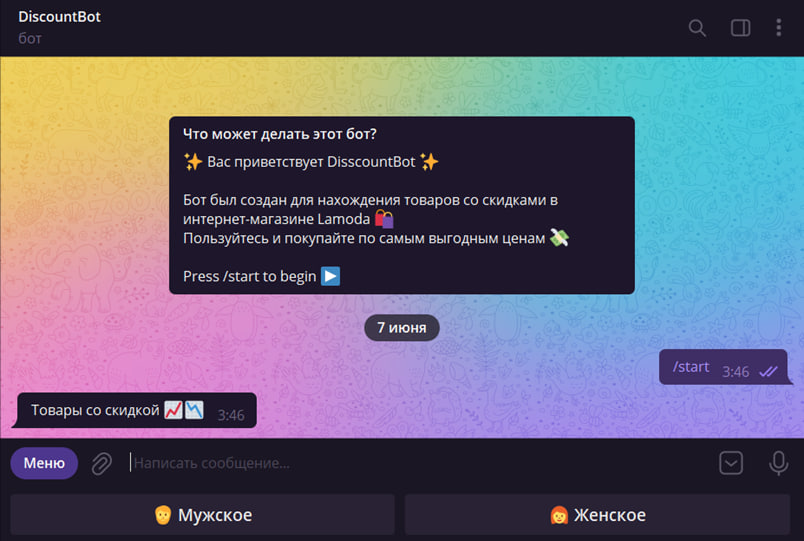 DiscountBot
бот
Что может делать этот бот?
✨ Вас приветствует DisscountBot ✨
Бот был создан для нахождения товаров со скидками в
интернет-магазине Lamoda 🛍️
Пользуйтесь и покупайте по самым выгодным ценам 💸
Press /start to begin ▶️
7 июня
/start 3:46
Товары со скидкой 📈📉 3:46
Меню Написать сообщение...
👨‍🦰 Мужское 👩‍🦰 Женское